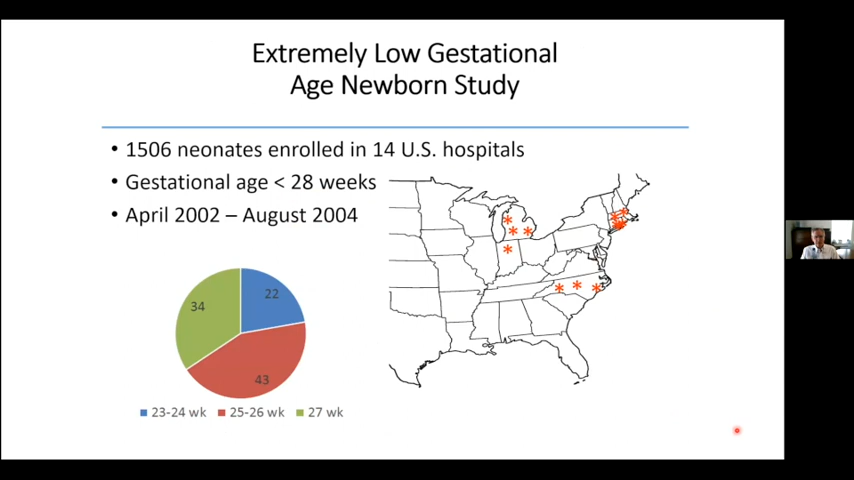 Extremely Low Gestational
Age Newborn Study
• 1506 neonates enrolled in 14 U.S. hospitals
• Gestational age < 28 weeks
• April 2002 – August 2004
34
22
43
23-24 wk 25-26 wk 27 wk